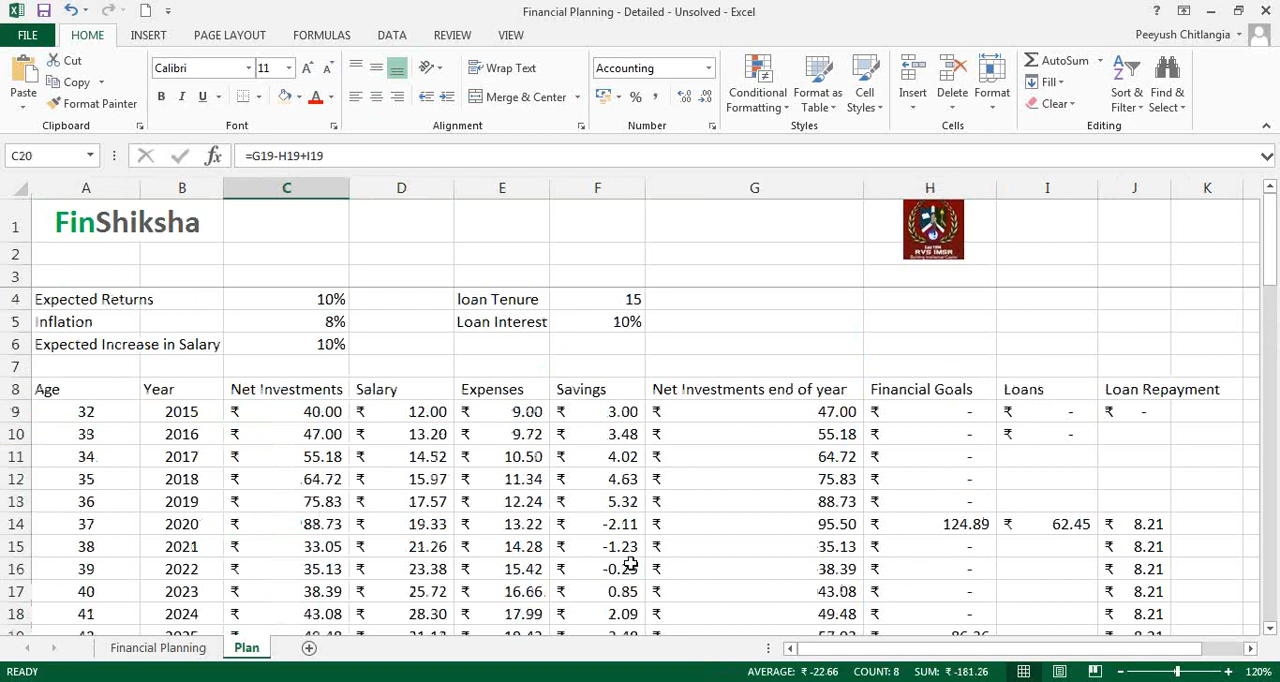 Financial Planning - Detailed - Unsolved - Excel
FILE HOME INSERT PAGE LAYOUT FORMULAS DATA REVIEW VIEW Peeyush Chitlangia
Paste Cut Copy Format Painter Clipboard
Calibri 11 B I U A Font
Wrap Text Merge & Center Alignment
Accounting % , Number
Conditional Formatting Format as Table Cell Styles Styles
Insert Delete Format Cells
AutoSum Fill Clear Sort & Filter Find & Select Editing
C20 fx =G19-H19+I19
A B C D E F G H I J K
1 FinShiksha RVS IMSR
2
3
4 Expected Returns 10% loan Tenure 15
5 Inflation 8% Loan Interest 10%
6 Expected Increase in Salary 10%
7
8 Age Year Net Investments Salary Expenses Savings Net Investments end of year Financial Goals Loans Loan Repayment
9 32 2015 ₹ 40.00 ₹ 12.00 ₹ 9.00 ₹ 3.00 ₹ 47.00 ₹ - ₹ - ₹ -
10 33 2016 ₹ 47.00 ₹ 13.20 ₹ 9.72 ₹ 3.48 ₹ 55.18 ₹ - ₹ -
11 34 2017 ₹ 55.18 ₹ 14.52 ₹ 10.50 ₹ 4.02 ₹ 64.72 ₹ -
12 35 2018 ₹ 64.72 ₹ 15.97 ₹ 11.34 ₹ 4.63 ₹ 75.83 ₹ -
13 36 2019 ₹ 75.83 ₹ 17.57 ₹ 12.24 ₹ 5.32 ₹ 88.73 ₹ -
14 37 2020 ₹ 88.73 ₹ 19.33 ₹ 13.22 ₹ -2.11 ₹ 95.50 ₹ 124.89 ₹ 62.45 ₹ 8.21
15 38 2021 ₹ 33.05 ₹ 21.26 ₹ 14.28 ₹ -1.23 ₹ 35.13 ₹ - ₹ 8.21
16 39 2022 ₹ 35.13 ₹ 23.38 ₹ 15.42 ₹ ₹ 38.39 ₹ - ₹ 8.21
17 40 2023 ₹ 38.39 ₹ 25.72 ₹ 16.66 ₹ 0.85 ₹ 43.08 ₹ - ₹ 8.21
18 41 2024 ₹ 43.08 ₹ 28.30 ₹ 17.99 ₹ 2.09 ₹ 49.48 ₹ - ₹ 8.21
Financial Planning Plan
READY AVERAGE: ₹ -22.66 COUNT: 8 SUM: ₹ -181.26 120%